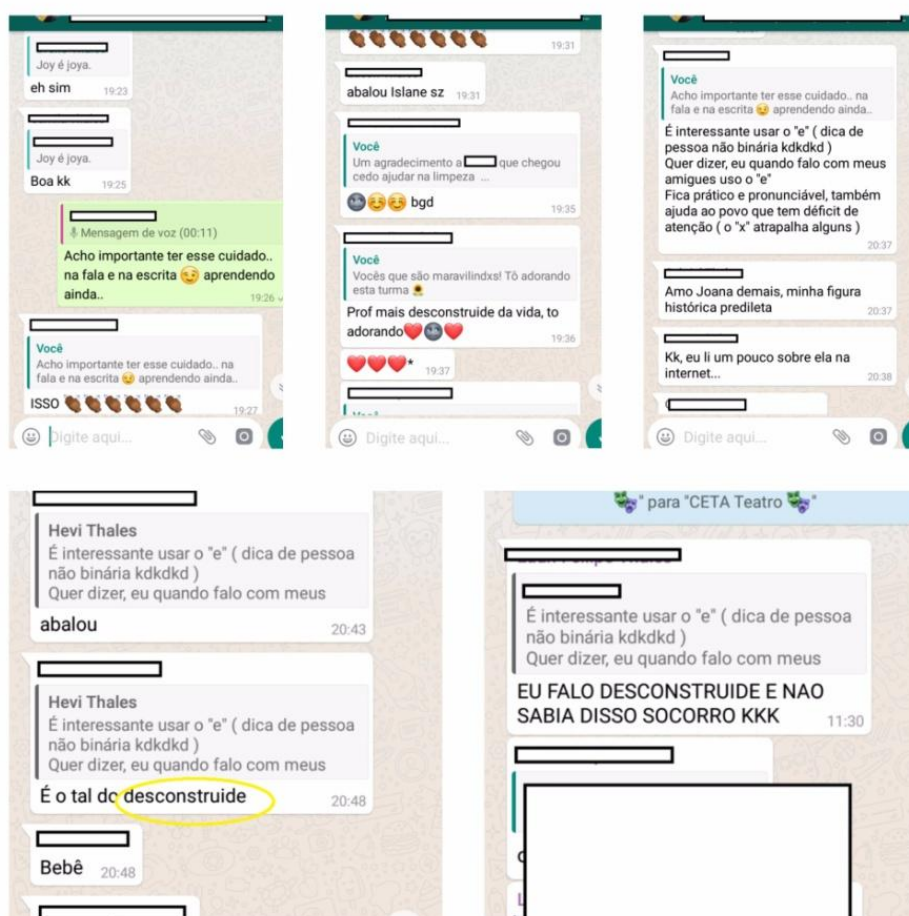 Joy é joya.
eh sim 19:23
Joy é joya.
Boa kk 19:25
Mensagem de voz (00:11)
Acho importante ter esse cuidado..
na fala e na escrita 😉 aprendendo
ainda.. 19:26
Você
Acho importante ter esse cuidado.. na
fala e na escrita 😉 aprendendo ainda..
ISSO 👏🏾👏🏾👏🏾👏🏾👏🏾👏🏾 19:27
Digite aqui...
👏🏾👏🏾👏🏾👏🏾👏🏾👏🏾👏🏾 19:31
abalou Islane sz 19:31
Você
Um agradecimento a que chegou
cedo ajudar na limpeza ...
🌚☺️☺️ bgd 19:35
Você
Vocês que são maravilindxs! Tô adorando
esta turma 🌻
Prof mais desconstruide da vida, to
adorando❤️🌚❤️ 19:36
❤️❤️❤️* 19:37
Você
Digite aqui...
Você
Acho importante ter esse cuidado.. na
fala e na escrita 😉 aprendendo ainda..
É interessante usar o "e" ( dica de
pessoa não binária kdkdkd )
Quer dizer, eu quando falo com meus
amigues uso o "e"
Fica prático e pronunciável, também
ajuda ao povo que tem déficit de
atenção ( o "x" atrapalha alguns )
20:37
Amo Joana demais, minha figura
histórica predileta 20:37
Kk, eu li um pouco sobre ela na
internet... 20:38
Digite aqui...
Hevi Thales
É interessante usar o "e" ( dica de pessoa
não binária kdkdkd )
Quer dizer, eu quando falo com meus
abalou 20:43
Hevi Thales
É interessante usar o "e" ( dica de pessoa
não binária kdkdkd )
Quer dizer, eu quando falo com meus
É o tal do desconstruide 20:48
Bebê 20:48
🎭" para "CETA Teatro 🎭"
É interessante usar o "e" ( dica de pessoa
não binária kdkdkd )
Quer dizer, eu quando falo com meus
EU FALO DESCONSTRUIDE E NAO
SABIA DISSO SOCORRO KKK 11:30